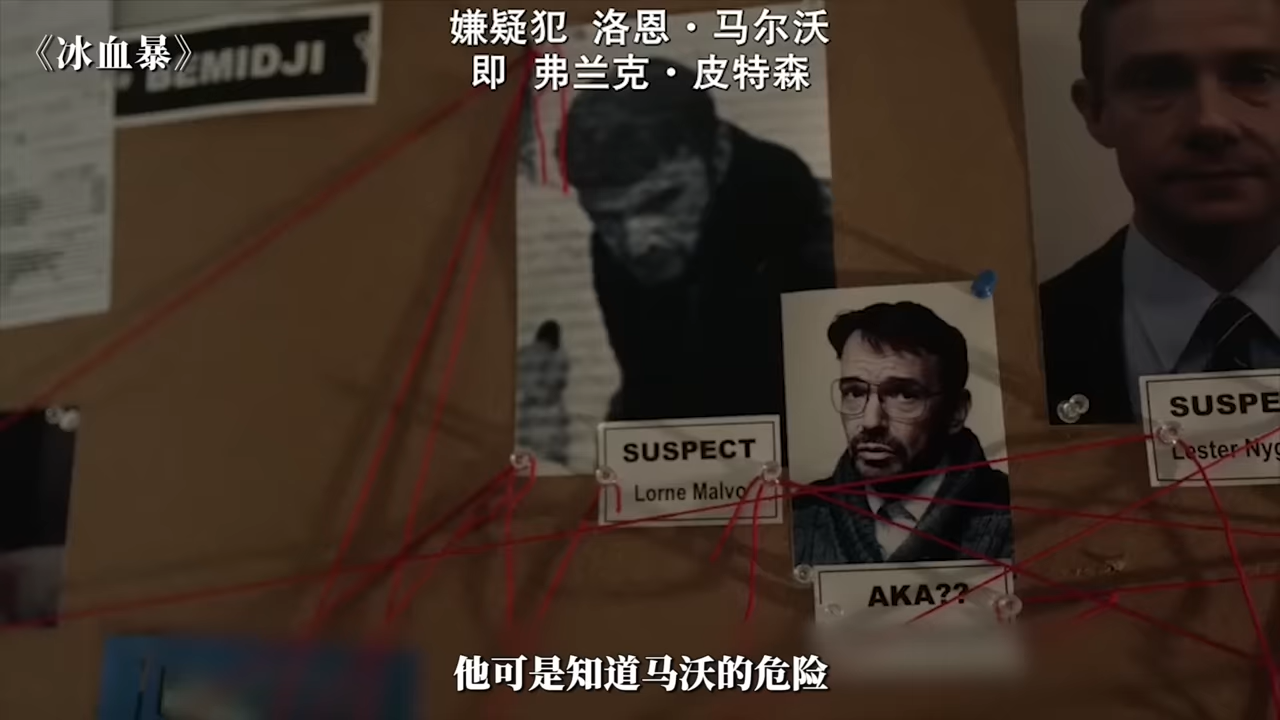 嫌疑犯 洛恩·马尔沃
即 弗兰克·皮特森
《冰血暴》
BEMIDJI
SUSPECT
Lorne Malvo
SUSPE
Lester Nyg
AKA??
他可是知道马沃的危险